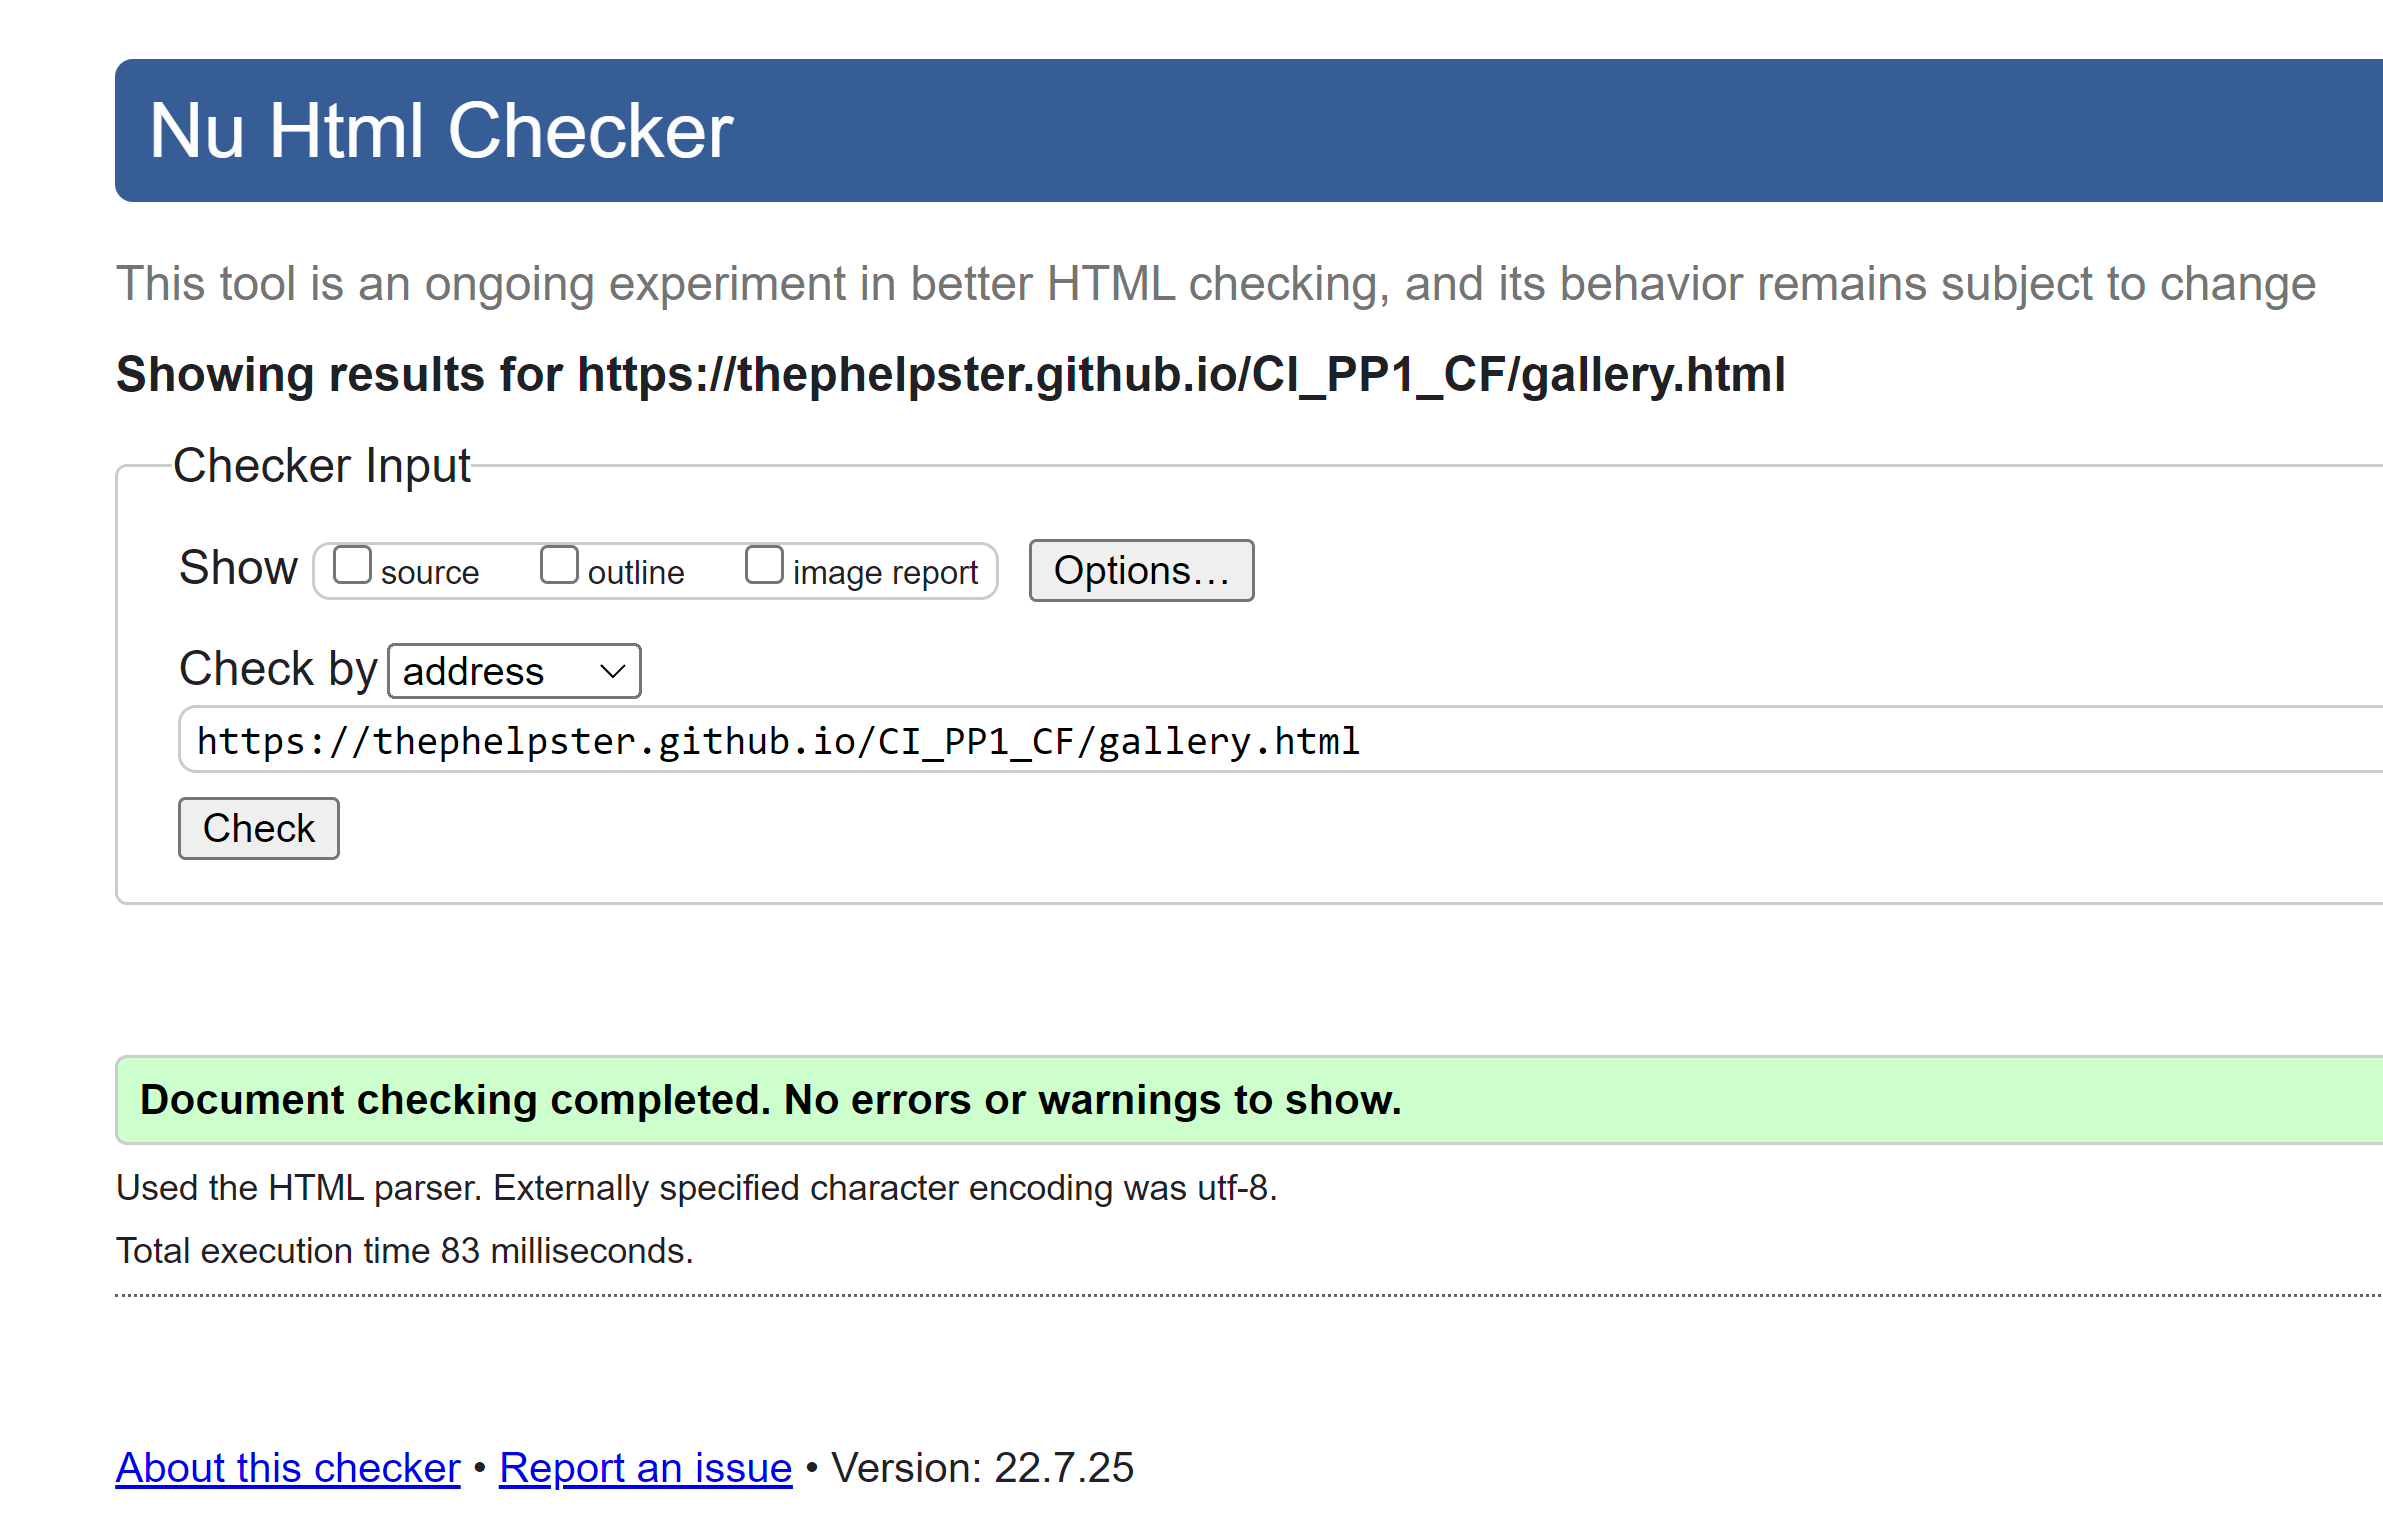 Nu Html Checker
This tool is an ongoing experiment in better HTML checking, and its behavior remains subject to change
Showing results for https://thephelpster.github.io/CI_PP1_CF/gallery.html
Checker Input
Show source outline image report Options…
Check by address
https://thephelpster.github.io/CI_PP1_CF/gallery.html
Check
Document checking completed. No errors or warnings to show.
Used the HTML parser. Externally specified character encoding was utf-8.
Total execution time 83 milliseconds.
About this checker • Report an issue • Version: 22.7.25